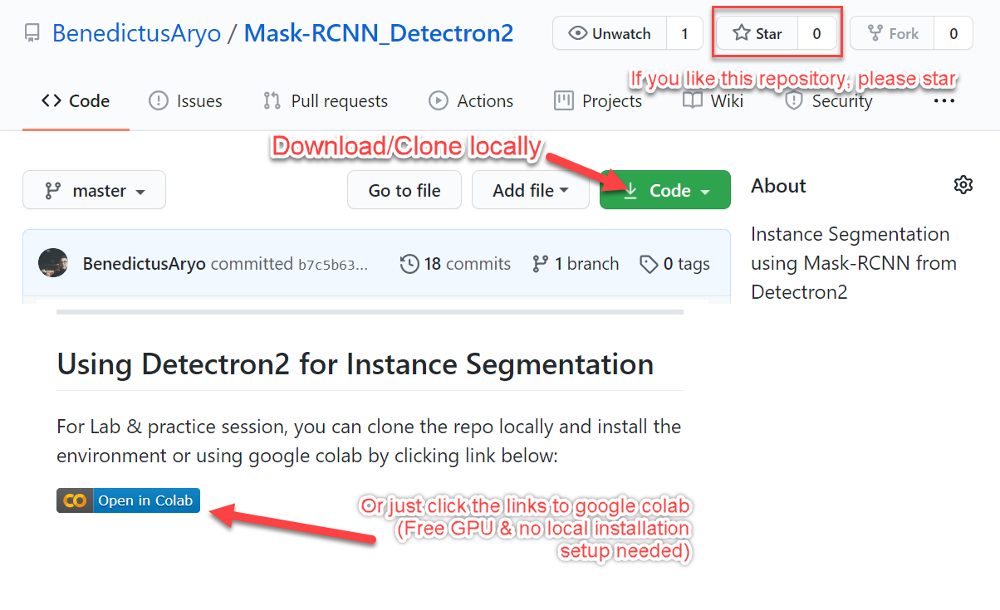 BenedictusAryo / Mask-RCNN_Detectron2
Unwatch 1
Star 0
Fork 0
If you like this repository, please star
Code
Issues
Pull requests
Actions
Projects
Wiki
Security
...
Download/Clone locally
master
Go to file
Add file
Code
About
BenedictusAryo committed b7c5b63...
18 commits
1 branch
0 tags
Instance Segmentation
using Mask-RCNN from
Detectron2
Using Detectron2 for Instance Segmentation
For Lab & practice session, you can clone the repo locally and install the
environment or using google colab by clicking link below:
Open in Colab
Or just click the links to google colab
(Free GPU & no local installation
setup needed)